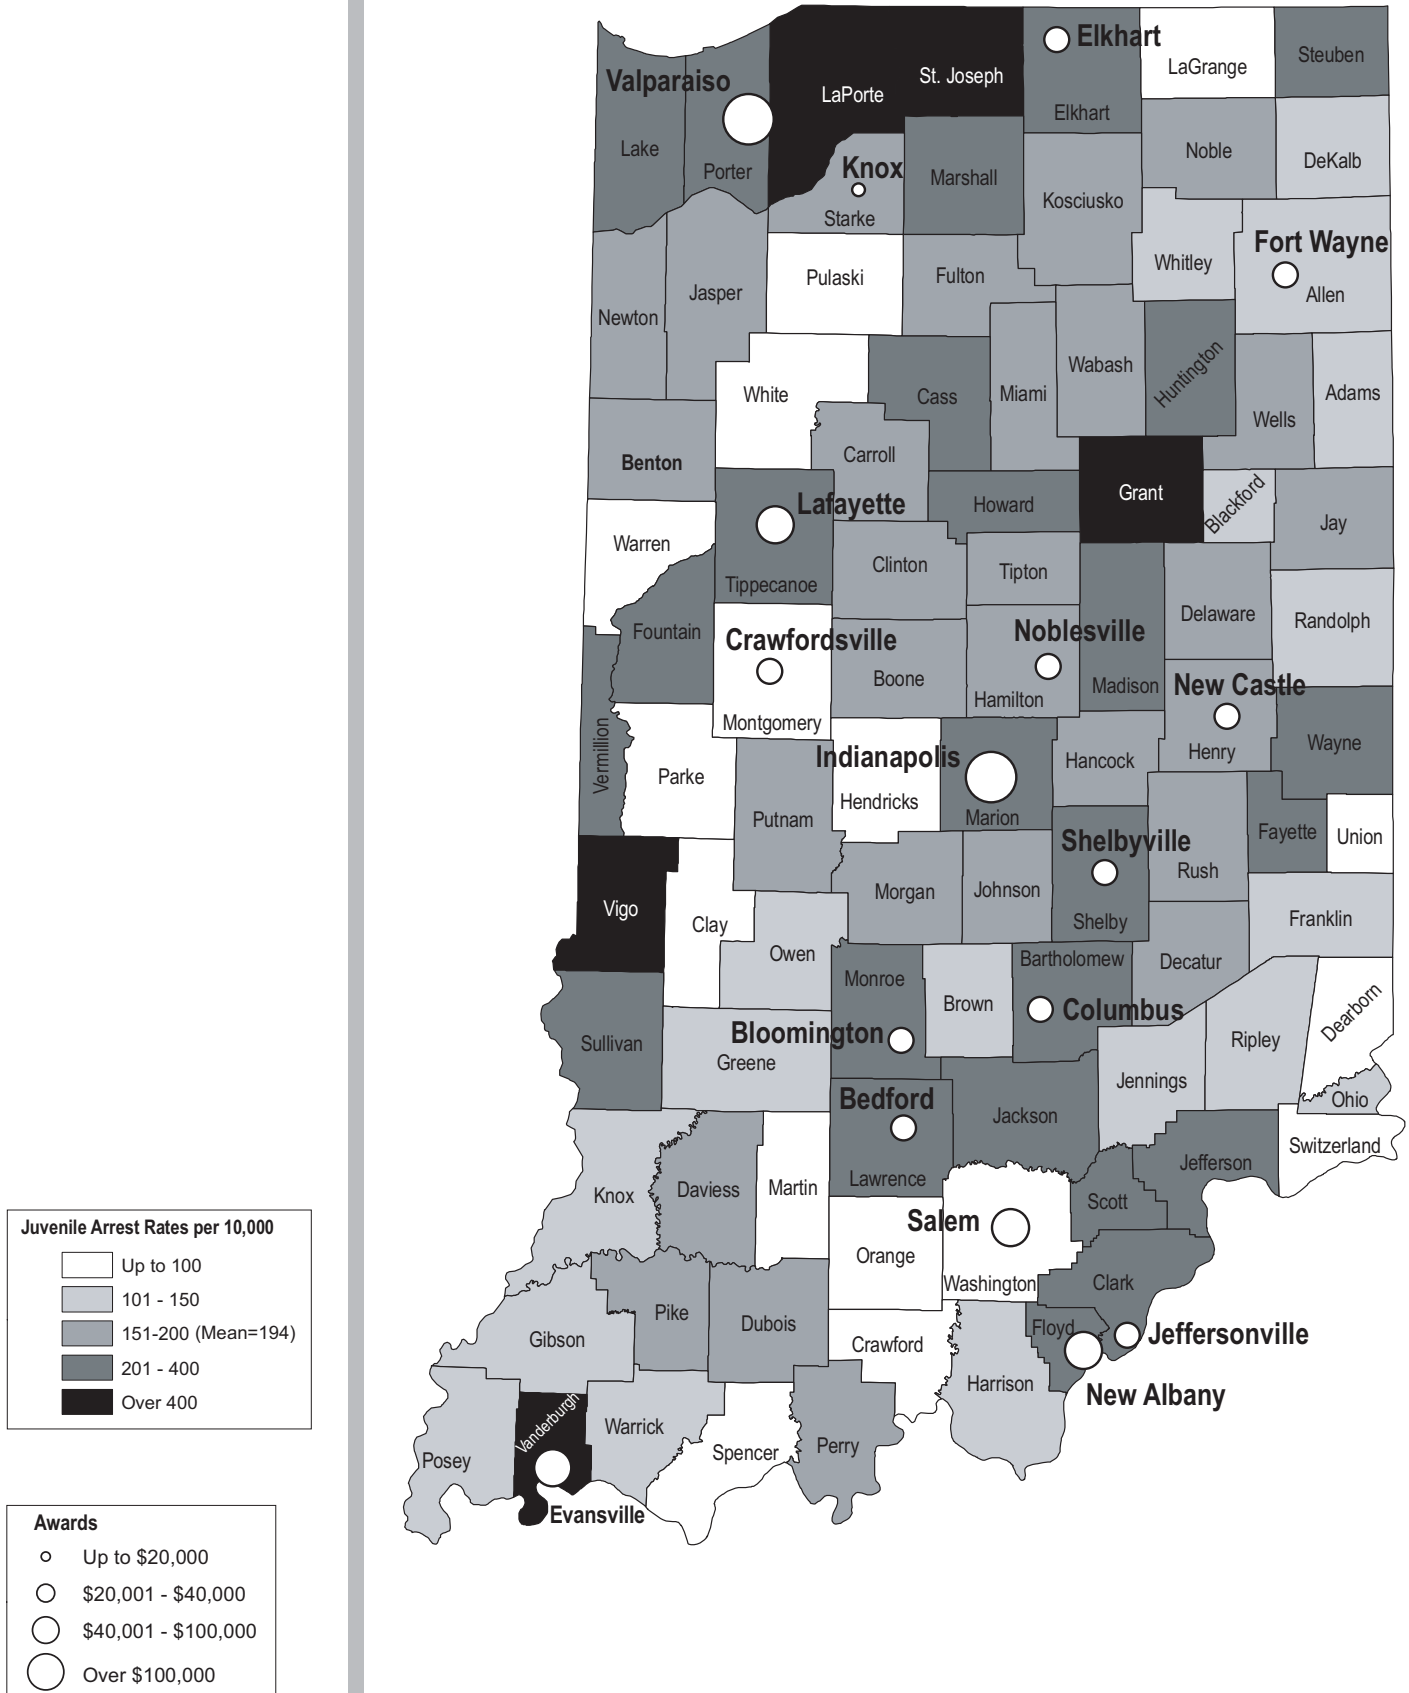 Elkhart
LaGrange
Steuben
St. Joseph
Valparaiso
LaPorte
Elkhart
Lake
Porter
Knox
Marshall
Noble
DeKalb
Starke
Kosciusko
Fort Wayne
Whitley
Allen
Pulaski
Fulton
Jasper
Newton
Huntington
Wabash
White
Cass
Miami
Adams
Wells
Benton
Carroll
Grant
Blackford
Lafayette
Howard
Jay
Warren
Clinton
Tipton
Tippecanoe
Delaware
Randolph
Fountain
Noblesville
Crawfordsville
Boone
Hamilton
Madison
New Castle
Montgomery
Vermillion
Henry
Wayne
Indianapolis
Hancock
Parke
Hendricks
Marion
Putnam
Fayette
Union
Shelbyville
Rush
Morgan
Johnson
Vigo
Clay
Shelby
Franklin
Owen
Bartholomew
Decatur
Monroe
Brown
Columbus
Dearborn
Bloomington
Sullivan
Greene
Ripley
Jennings
Bedford
Ohio
Jackson
Switzerland
Jefferson
Lawrence
Knox
Daviess
Martin
Scott
Salem
Orange
Washington
Clark
Juvenile Arrest Rates per 10,000
Up to 100
101 - 150
151-200 (Mean=194)
201 - 400
Over 400
Pike
Dubois
Gibson
Floyd
Jeffersonville
Crawford
Harrison
New Albany
Vanderburgh
Warrick
Posey
Spencer
Perry
Evansville
Awards
Up to $20,000
$20,001 - $40,000
$40,001 - $100,000
Over $100,000